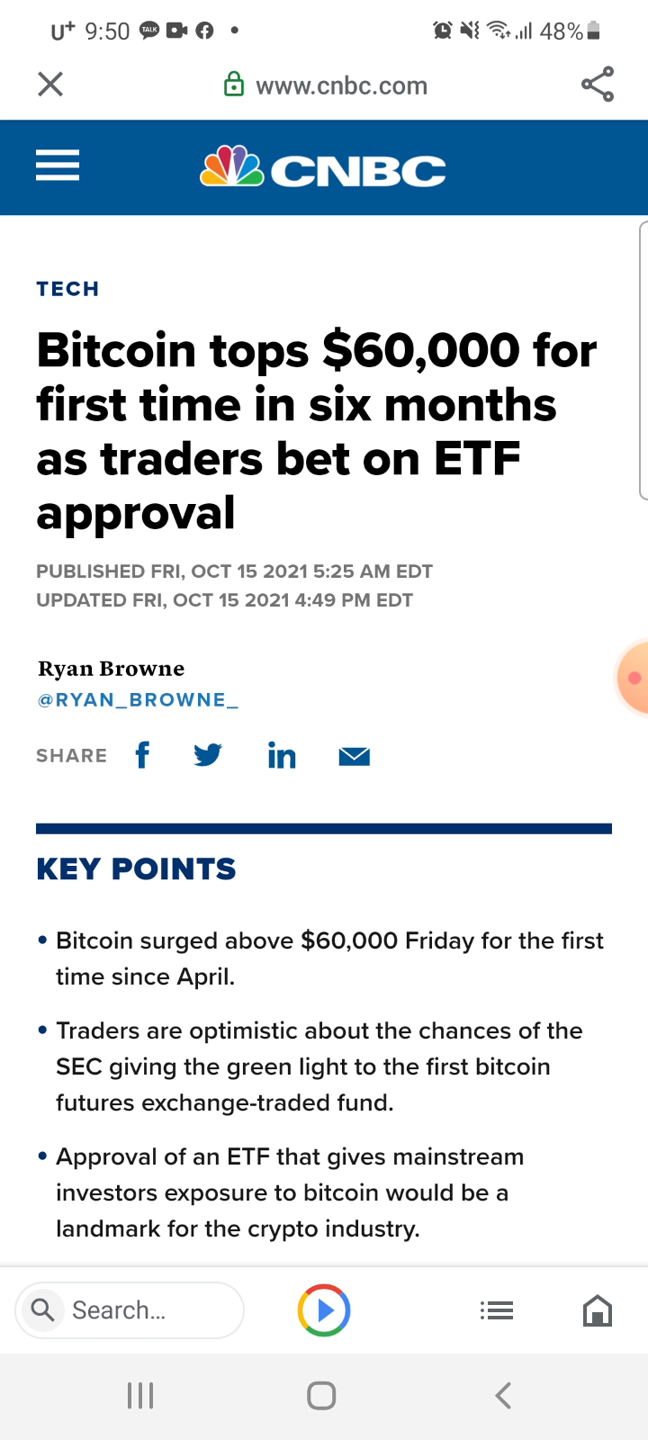 U+ 9:50 TALK 48%
www.cnbc.com
CNBC
TECH
Bitcoin tops $60,000 for
first time in six months
as traders bet on ETF
approval
PUBLISHED FRI, OCT 15 2021 5:25 AM EDT
UPDATED FRI, OCT 15 2021 4:49 PM EDT
Ryan Browne
@RYAN_BROWNE_
SHARE
KEY POINTS
• Bitcoin surged above $60,000 Friday for the first
time since April.
• Traders are optimistic about the chances of the
SEC giving the green light to the first bitcoin
futures exchange-traded fund.
• Approval of an ETF that gives mainstream
investors exposure to bitcoin would be a
landmark for the crypto industry.
Search...